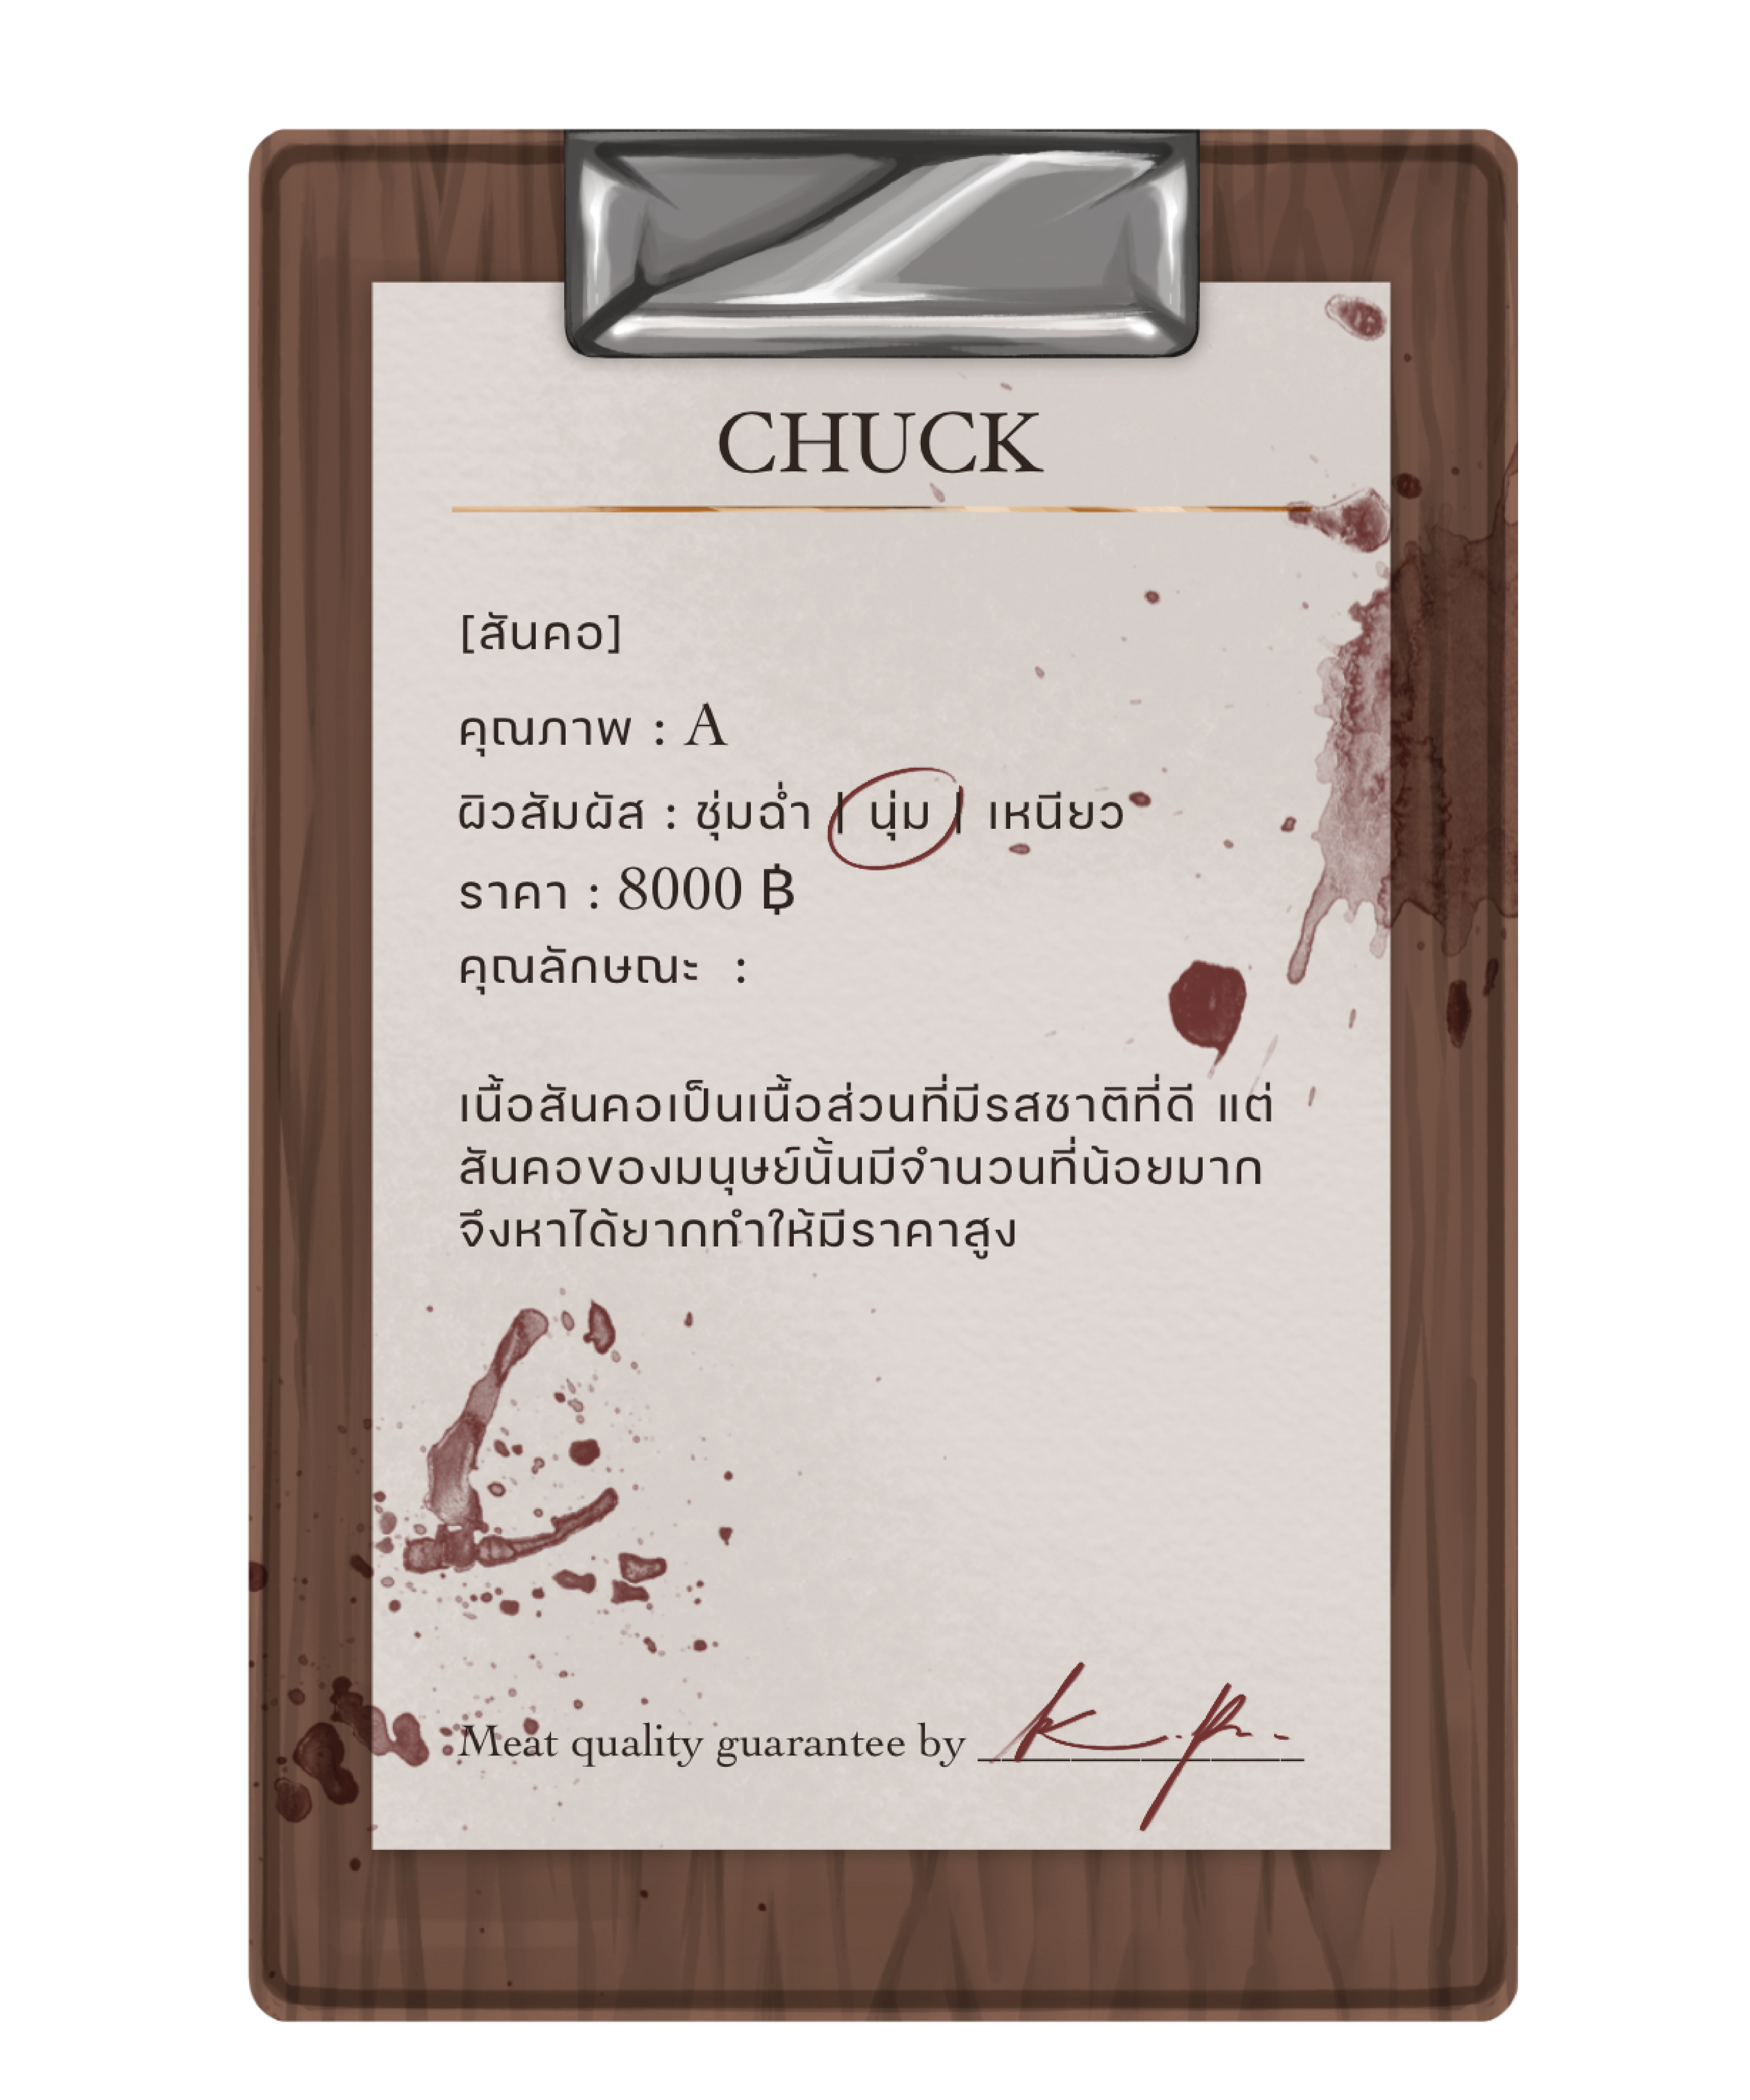 CHUCK
[สันคอ]
คุณภาพ : A
ผิวสัมผัส : ชุ่มฉ่ำ | นุ่ม | เหนียว
ราคา : 8000 ฿
คุณลักษณะ :
เนื้อสันคอเป็นเนื้อส่วนที่มีรสชาติที่ดี แต่
สันคอของมนุษย์นั้นมีจำนวนที่น้อยมาก
จึงหาได้ยากทำให้มีราคาสูง
Meat quality guarantee by